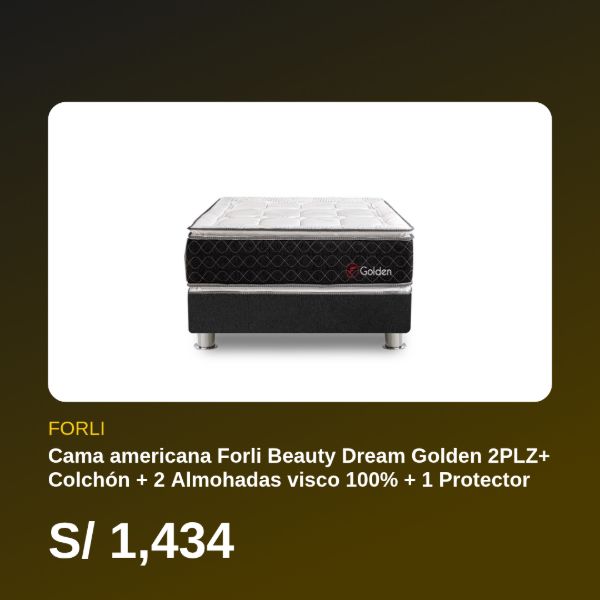 Golden
FORLI
Cama americana Forli Beauty Dream Golden 2PLZ+
Colchón + 2 Almohadas visco 100% + 1 Protector
S/ 1,434